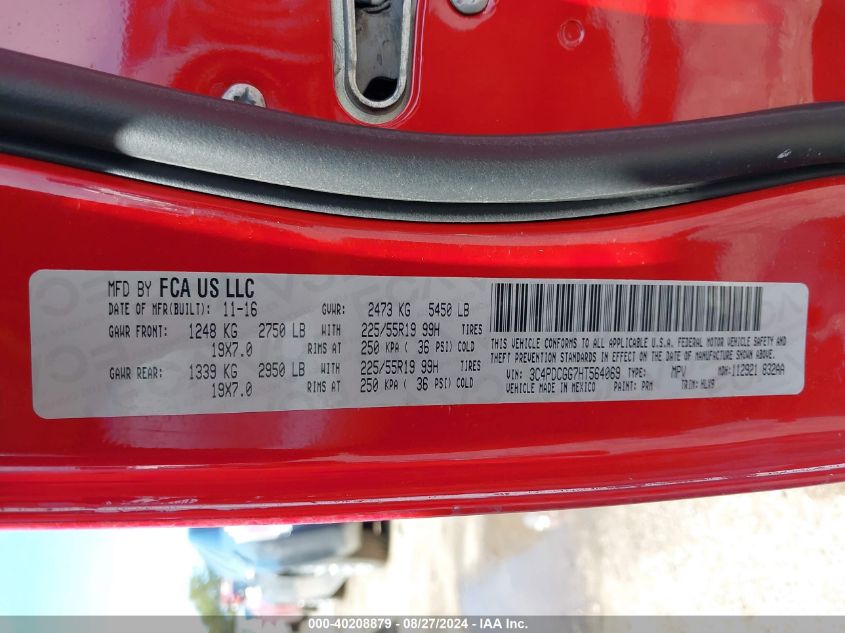 MFD BY FCA US LLC
DATE OF MFR(BUILT): 11-16 GVWR: 2473 KG 5450 LB
GAWR FRONT: 1248 KG 2750 LB WITH 225/55R19 99H TIRES
19X7.0 RIMS AT 250 KPA ( 36 PSI) COLD
GAWR REAR: 1339 KG 2950 LB WITH 225/55R19 99H TIRES
19X7.0 RIMS AT 250 KPA ( 36 PSI) COLD
THIS VEHICLE CONFORMS TO ALL APPLICABLE U.S.A. FEDERAL MOTOR VEHICLE SAFETY AND
THEFT PREVENTION STANDARDS IN EFFECT ON THE DATE OF MANUFACTURE SHOWN ABOVE.
VIN: 3C4PDCGG7HT564069 TYPE: MPV MDH: 112921 832AA
VEHICLE MADE IN MEXICO PAINT: PRM TRIM: HLX9
000-40208879 - 08/27/2024 - IAA Inc.